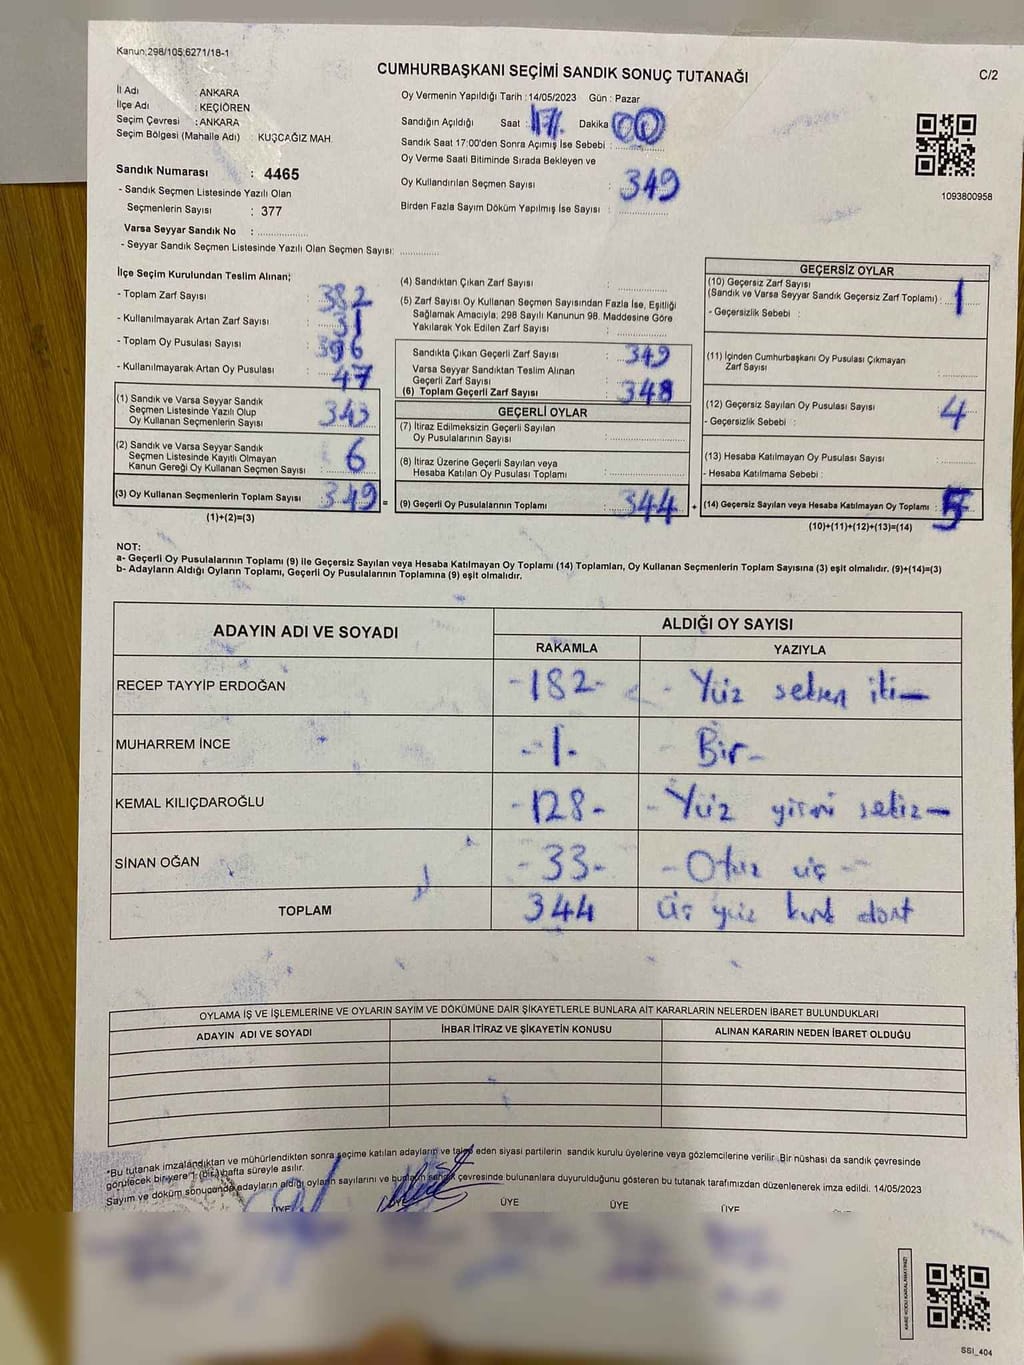 Kanun:298/105;6271/18-1
CUMHURBAŞKANI SEÇİMİ SANDIK SONUÇ TUTANAĞI
C/2
İl Adı : ANKARA
İlçe Adı : KEÇİÖREN
Seçim Çevresi : ANKARA
Seçim Bölgesi (Mahalle Adı) : KUŞCAĞIZ MAH.
Sandık Numarası : 4465
- Sandık Seçmen Listesinde Yazılı Olan
Seçmenlerin Sayısı : 377
Varsa Seyyar Sandık No : ..............
- Seyyar Sandık Seçmen Listesinde Yazılı Olan Seçmen Sayısı: ..............
Oy Vermenin Yapıldığı Tarih : 14/05/2023 Gün : Pazar
Sandığın Açıldığı Saat : 17 Dakika 00
Sandık Saat 17:00'den Sonra Açımış İse Sebebi : ..............
Oy Verme Saati Bitiminde Sırada Bekleyen ve
Oy Kullandırılan Seçmen Sayısı : 349
Birden Fazla Sayım Döküm Yapılmış İse Sayısı : ..............
1093800958
İlçe Seçim Kurulundan Teslim Alınan;
- Toplam Zarf Sayısı : 382
- Kullanılmayarak Artan Zarf Sayısı : 31
- Toplam Oy Pusulası Sayısı : 396
- Kullanılmayarak Artan Oy Pusulası : 47
(1) Sandık ve Varsa Seyyar Sandık
Seçmen Listesinde Yazılı Olup
Oy Kullanan Seçmenlerin Sayısı : 343
(2) Sandık ve Varsa Seyyar Sandık
Seçmen Listesinde Kayıtlı Olmayan
Kanun Gereği Oy Kullanan Seçmen Sayısı : 6
(3) Oy Kullanan Seçmenlerin Toplam Sayısı : 349 =
(1)+(2)=(3)
(4) Sandıktan Çıkan Zarf Sayısı : ..............
(5) Zarf Sayısı Oy Kullanan Seçmen Sayısından Fazla İse, Eşitliği
Sağlamak Amacıyla; 298 Sayılı Kanunun 98. Maddesine Göre
Yakılarak Yok Edilen Zarf Sayısı : ..............
Sandıkta Çıkan Geçerli Zarf Sayısı : 349
Varsa Seyyar Sandıktan Teslim Alınan
Geçerli Zarf Sayısı
(6) Toplam Geçerli Zarf Sayısı : 348
GEÇERLİ OYLAR
(7) İtiraz Edilmeksizin Geçerli Sayılan
Oy Pusulalarının Sayısı : ..............
(8) İtiraz Üzerine Geçerli Sayılan veya
Hesaba Katılan Oy Pusulası Toplamı : ..............
(9) Geçerli Oy Pusulalarının Toplamı : 344 +
GEÇERSİZ OYLAR
(10) Geçersiz Zarf Sayısı
(Sandık ve Varsa Seyyar Sandık Geçersiz Zarf Toplamı) : 1
- Geçersizlik Sebebi :
(11) İçinden Cumhurbaşkanı Oy Pusulası Çıkmayan
Zarf Sayısı : ..............
(12) Geçersiz Sayılan Oy Pusulası Sayısı : 4
- Geçersizlik Sebebi :
(13) Hesaba Katılmayan Oy Pusulası Sayısı : ..............
- Hesaba Katılmama Sebebi :
(14) Geçersiz Sayılan veya Hesaba Katılmayan Oy Toplamı : 5
(10)+(11)+(12)+(13)=(14)
NOT:
a- Geçerli Oy Pusulalarının Toplamı (9) ile Geçersiz Sayılan veya Hesaba Katılmayan Oy Toplamı (14) Toplamları, Oy Kullanan Seçmenlerin Toplam Sayısına (3) eşit olmalıdır. (9)+(14)=(3)
b- Adayların Aldığı Oyların Toplamı, Geçerli Oy Pusulalarının Toplamına (9) eşit olmalıdır.
ADAYIN ADI VE SOYADI
ALDIĞI OY SAYISI
RAKAMLA YAZIYLA
RECEP TAYYİP ERDOĞAN -182- - Yüz seksen iki-
MUHARREM İNCE -1- - Bir-
KEMAL KILIÇDAROĞLU -128- - Yüz yirmi sekiz-
SİNAN OĞAN -33- - Otuz üç -
TOPLAM 344 üç yüz kırk dört
OYLAMA İŞ VE İŞLEMLERİNE VE OYLARIN SAYIM VE DÖKÜMÜNE DAİR ŞİKAYETLERLE BUNLARA AİT KARARLARIN NELERDEN İBARET BULUNDUKLARI
ADAYIN ADI VE SOYADI İHBAR İTİRAZ VE ŞİKAYETİN KONUSU ALINAN KARARIN NEDEN İBARET OLDUĞU
*Bu tutanak imzalandıktan ve mühürlendikten sonra seçime katılan adayların ve talep eden siyasi partilerin sandık kurulu üyelerine veya gözlemcilerine verilir. Bir nüshası da sandık çevresinde
görülecek bir yere 1 (bir) hafta süreyle asılır.
Sayım ve döküm sonucunda adayların aldığı oyların sayılarını ve bunların sandık çevresinde bulunanlara duyurulduğunu gösteren bu tutanak tarafımızdan düzenlenerek imza edildi. 14/05/2023
ÜYE ÜYE ÜYE ÜYE
SSİ_404